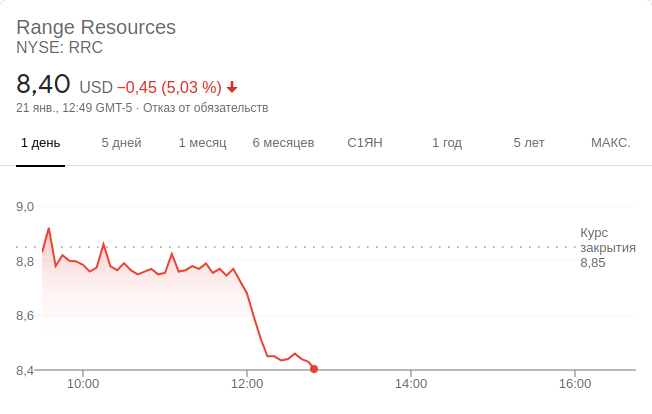 Range Resources
NYSE: RRC
8,40 USD −0,45 (5,03 %)
21 янв., 12:49 GMT-5 · Отказ от обязательств
1 день 5 дней 1 месяц 6 месяцев С1ЯН 1 год 5 лет МАКС.
9,0
Курс
закрытия
8,85
8,8
8,6
8,4
10:00 12:00 14:00 16:00